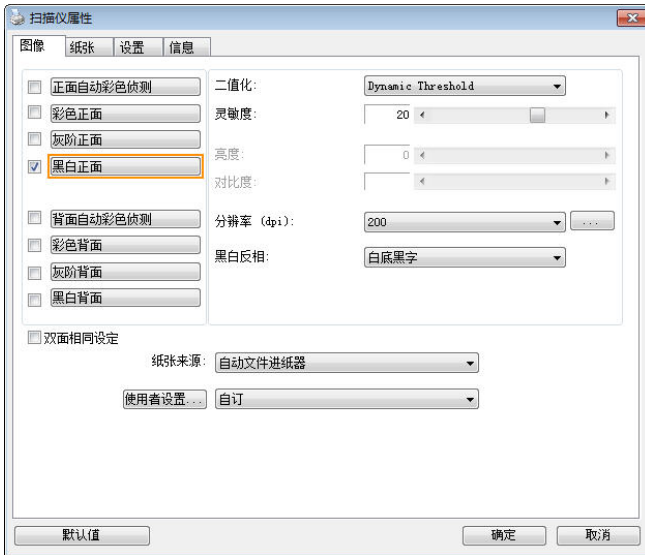 扫描仪属性
图像 纸张 设置 信息
正面自动彩色侦测 二值化: Dynamic Threshold
彩色正面 灵敏度: 20
灰阶正面
亮度: 0
黑白正面
对比度:
背面自动彩色侦测 分辨率 (dpi): 200 ...
彩色背面 黑白反相: 白底黑字
灰阶背面
黑白背面
双面相同设定
纸张来源: 自动文件进纸器
使用者设置... 自订
默认值 确定 取消